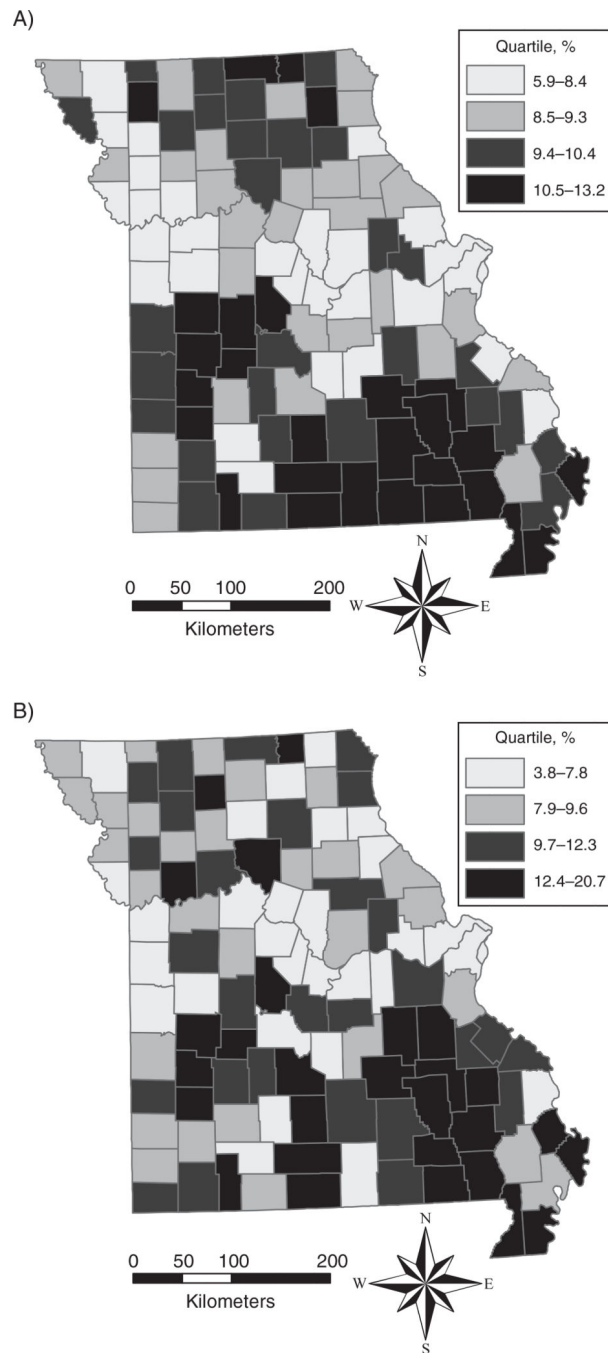 A)
Quartile, %
5.9–8.4
8.5–9.3
9.4–10.4
10.5–13.2
0 50 100 200
Kilometers
N
W E
S
B)
Quartile, %
3.8–7.8
7.9–9.6
9.7–12.3
12.4–20.7
0 50 100 200
Kilometers
N
W E
S